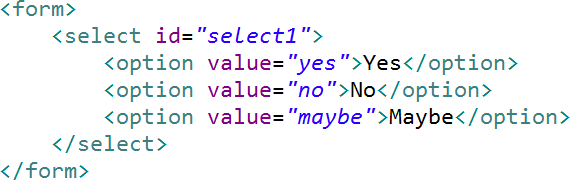 <form>
    <select id="select1">
        <option value="yes">Yes</option>
        <option value="no">No</option>
        <option value="maybe">Maybe</option>
    </select>
</form>